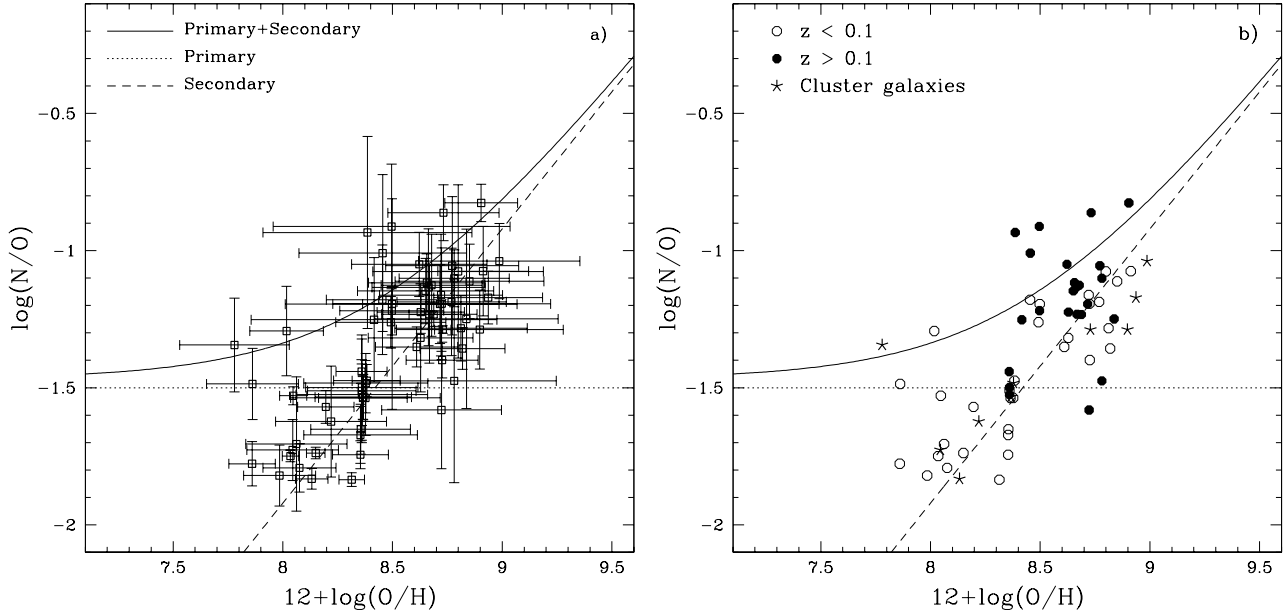 Primary+Secondary
Primary
Secondary
a)
-0.5
-1
-1.5
-2
log(N/O)
7.5
8
8.5
9
9.5
12+log(O/H)
z < 0.1
z > 0.1
Cluster galaxies
b)
-0.5
-1
-1.5
-2
log(N/O)
7.5
8
8.5
9
9.5
12+log(O/H)